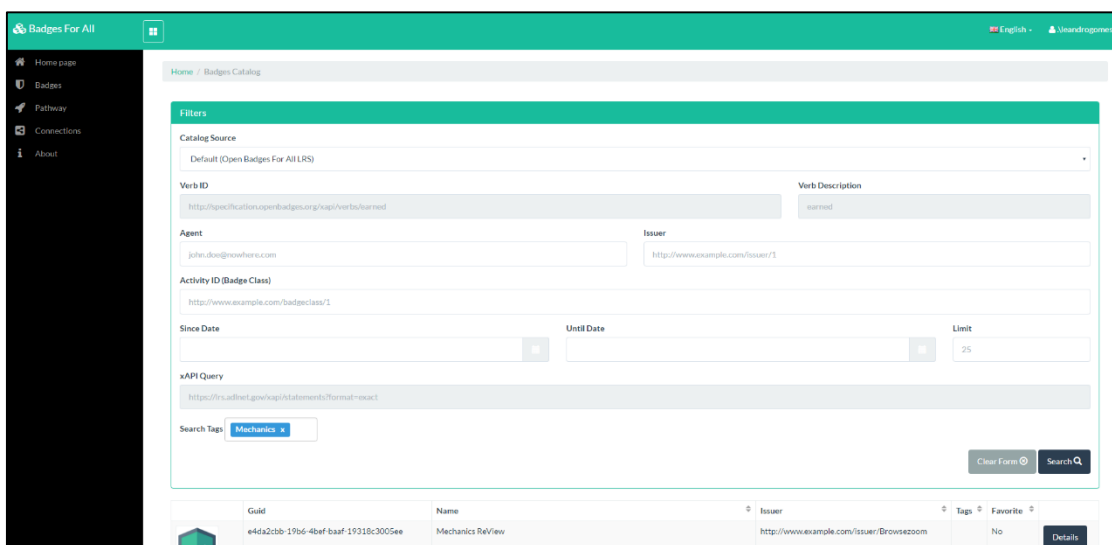 Badges For All
English
\leandrogomes
Home page
Badges
Pathway
Connections
About
Home / Badges Catalog
Filters
Catalog Source
Default (Open Badges For All LRS)
Verb ID Verb Description
http://specification.openbadges.org/xapi/verbs/earned earned
Agent Issuer
john.doe@nowhere.com http://www.example.com/issuer/1
Activity ID (Badge Class)
http://www.example.com/badgeclass/1
Since Date Until Date Limit
25
xAPI Query
https://lrs.adlnet.gov/xapi/statements?format=exact
Search Tags Mechanics x
Clear Form Search
Guid Name Issuer Tags Favorite
e4da2cbb-19b6-4bef-baaf-19318c3005ee Mechanics ReView http://www.example.com/issuer/Browsezoom No Details